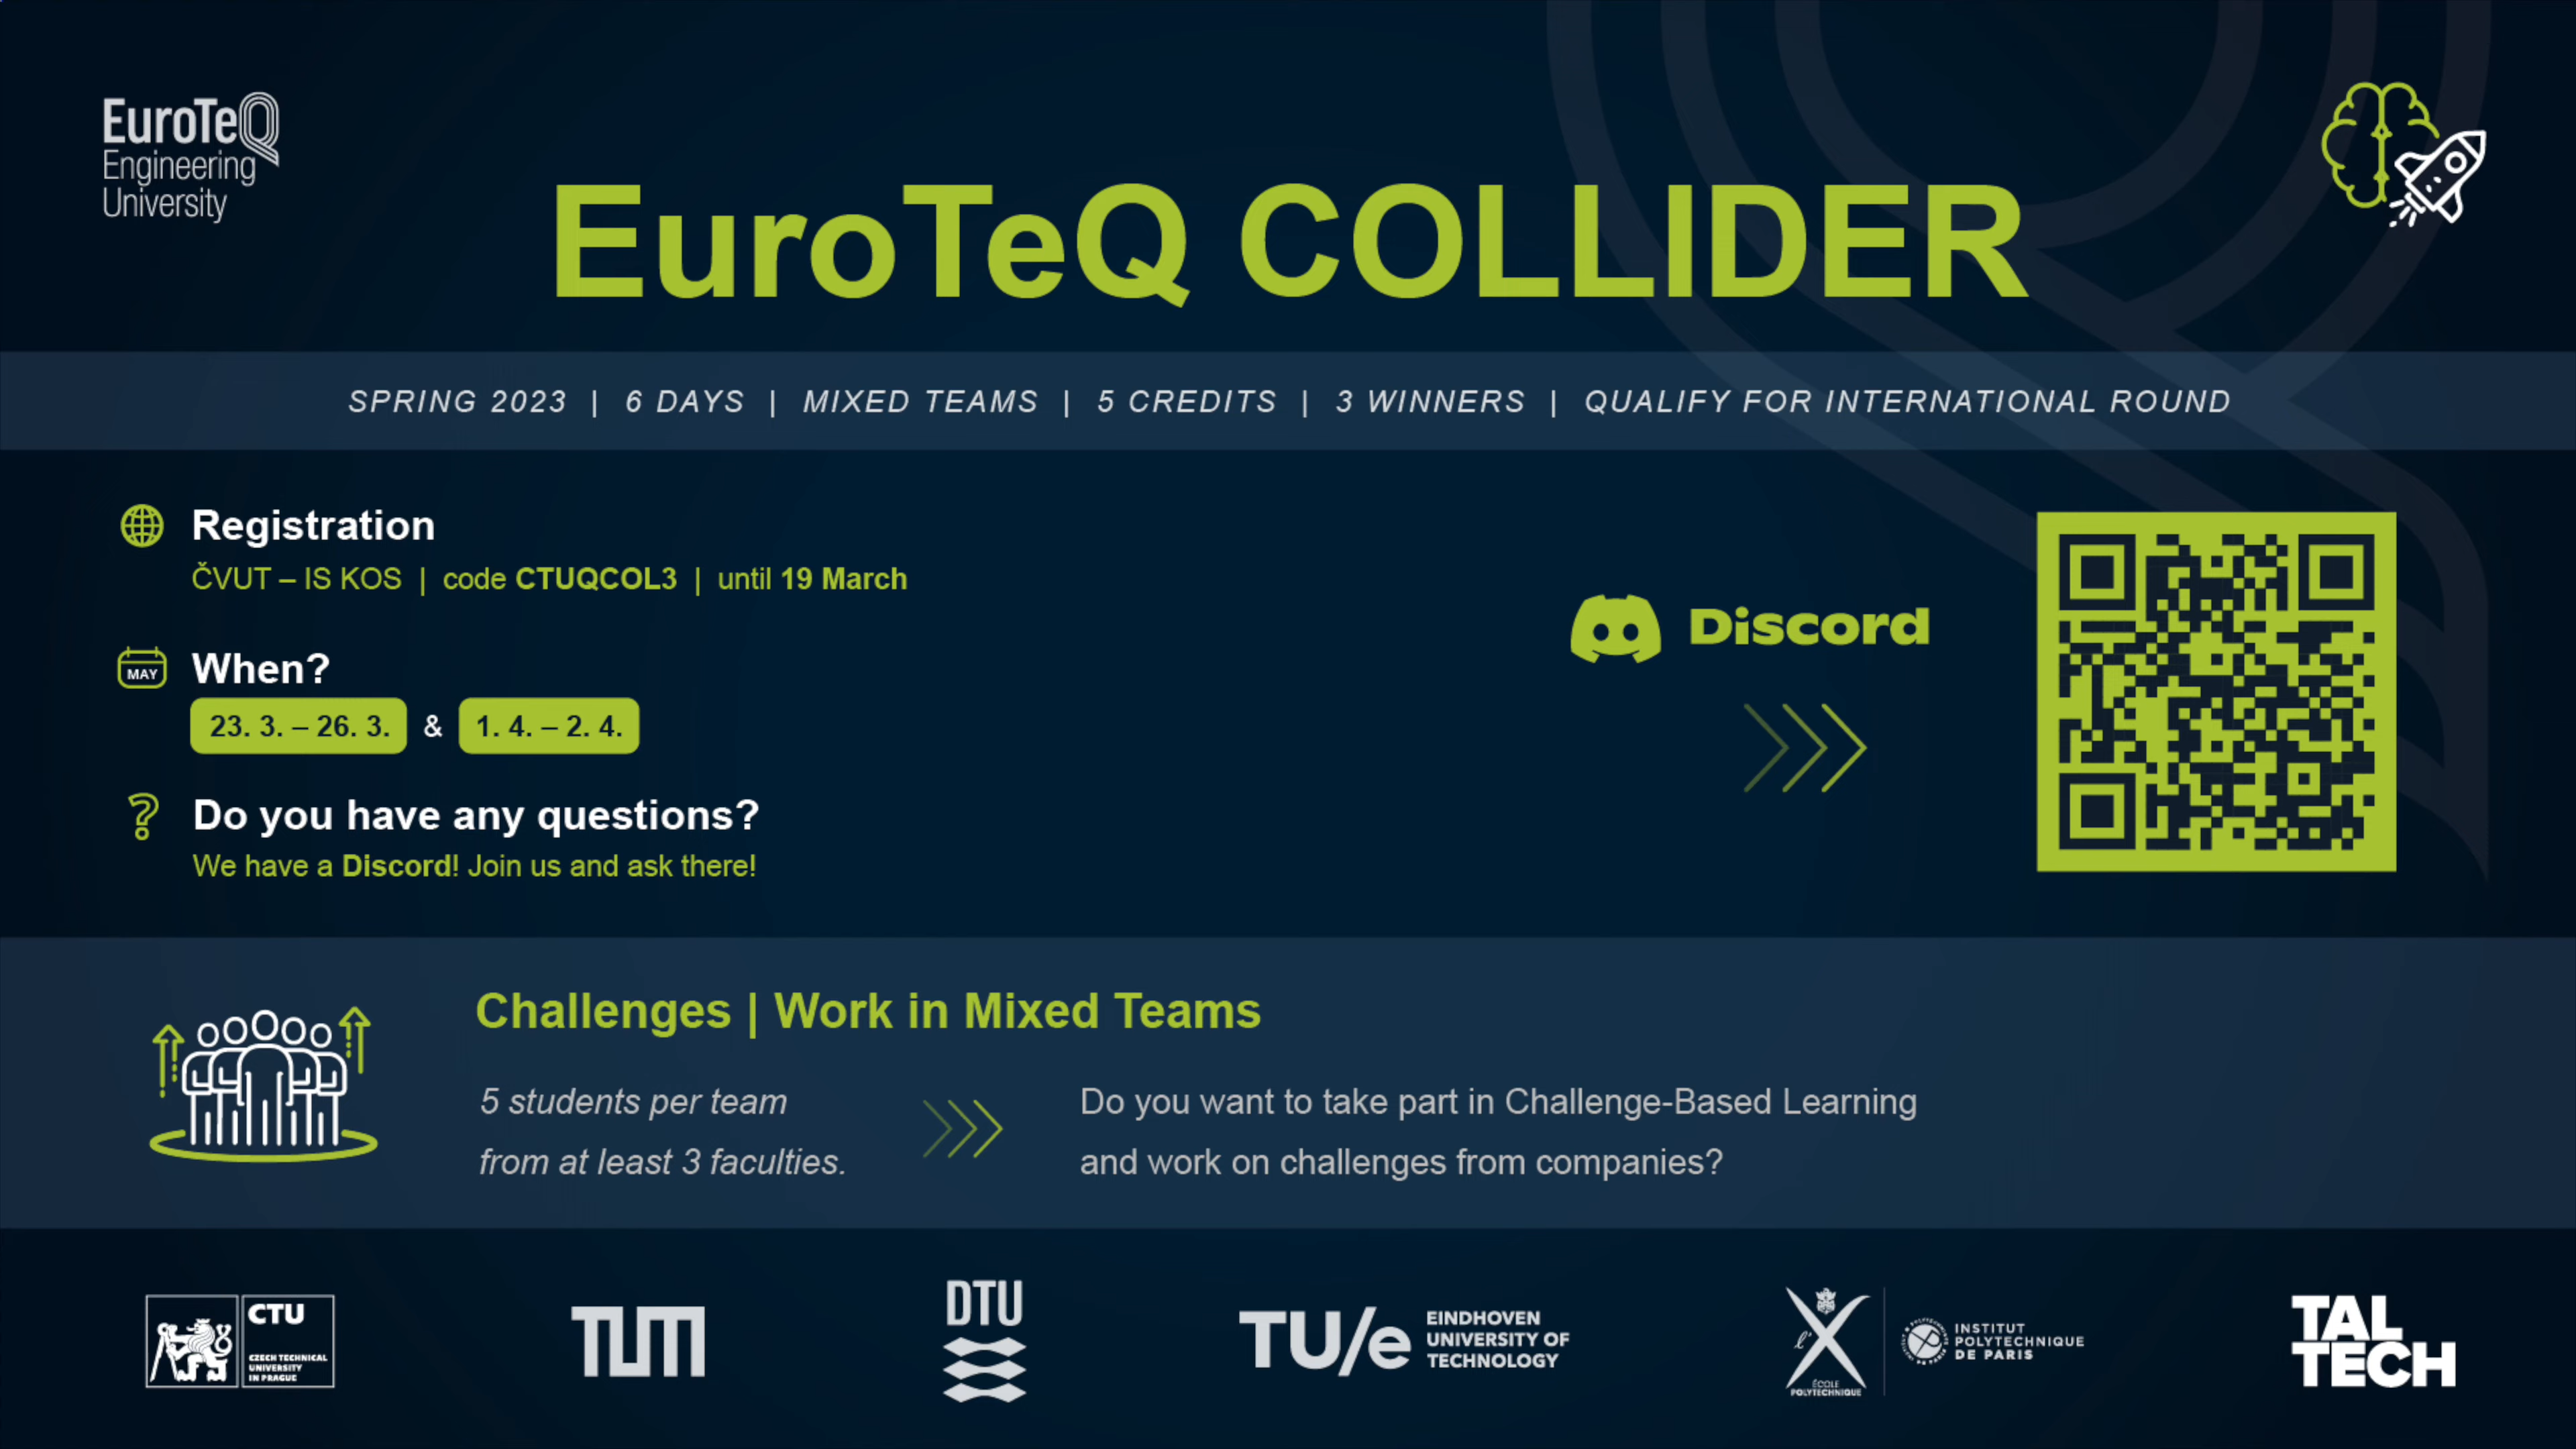 EuroTeQ
Engineering
University
EuroTeQ COLLIDER
SPRING 2023 | 6 DAYS | MIXED TEAMS | 5 CREDITS | 3 WINNERS | QUALIFY FOR INTERNATIONAL ROUND
Registration
ČVUT – IS KOS | code CTUQCOL3 | until 19 March
MAY
When?
23. 3. – 26. 3. & 1. 4. – 2. 4.
Do you have any questions?
We have a Discord! Join us and ask there!
Discord
Challenges | Work in Mixed Teams
5 students per team
from at least 3 faculties.
Do you want to take part in Challenge-Based Learning
and work on challenges from companies?
CTU
CZECH TECHNICAL
UNIVERSITY
IN PRAGUE
TUM
DTU
TU/e
EINDHOVEN
UNIVERSITY OF
TECHNOLOGY
l'X
ÉCOLE
POLYTECHNIQUE
INSTITUT
POLYTECHNIQUE
DE PARIS
TAL
TECH